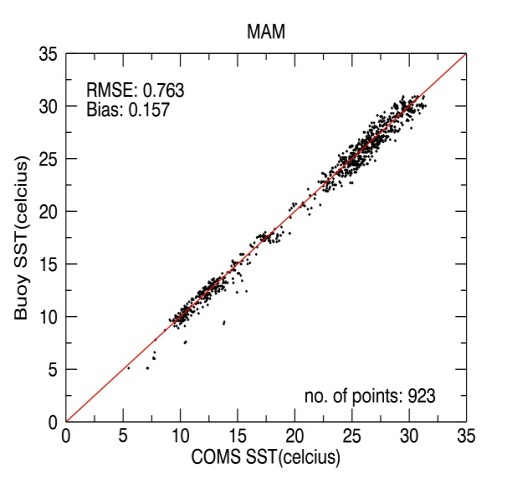 MAM
35
RMSE: 0.763
Bias: 0.157
30
25
20
15
10
5
0
Buoy SST(celcius)
no. of points: 923
0 5 10 15 20 25 30 35
COMS SST(celcius)